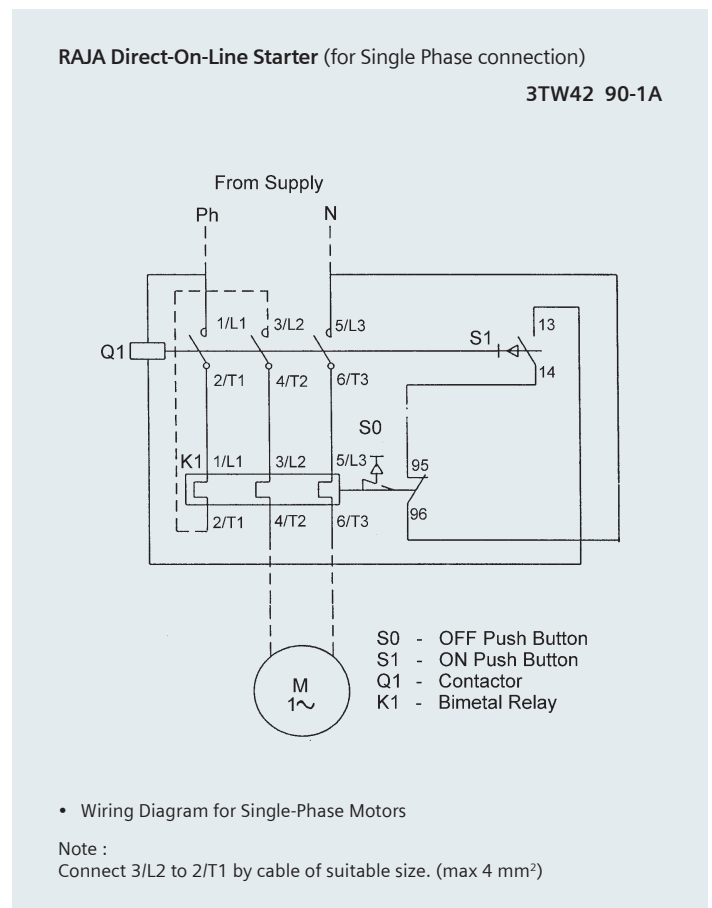 RAJA Direct-On-Line Starter (for Single Phase connection)
3TW42 90-1A
From Supply
Ph N
1/L1 3/L2 5/L3 13
Q1 S1
2/T1 4/T2 6/T3 14
S0
K1 1/L1 3/L2 5/L3 95
2/T1 4/T2 6/T3 96
M
1~
S0 - OFF Push Button
S1 - ON Push Button
Q1 - Contactor
K1 - Bimetal Relay
• Wiring Diagram for Single-Phase Motors
Note :
Connect 3/L2 to 2/T1 by cable of suitable size. (max 4 mm²)